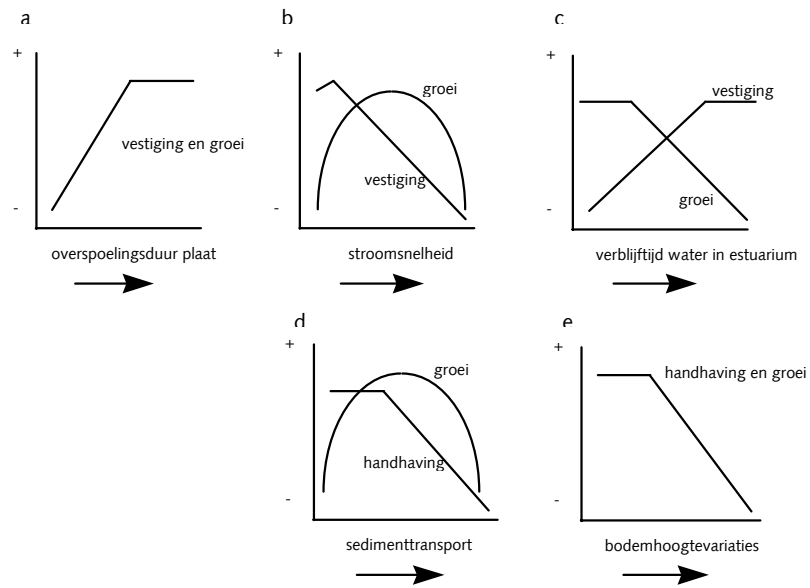 a
+
-
vestiging en groei
overspoelingsduur plaat
b
+
-
groei
vestiging
stroomsnelheid
c
+
-
vestiging
groei
verblijftijd water in estuarium
d
+
-
groei
handhaving
sedimenttransport
e
+
-
handhaving en groei
bodemhoogtevariaties